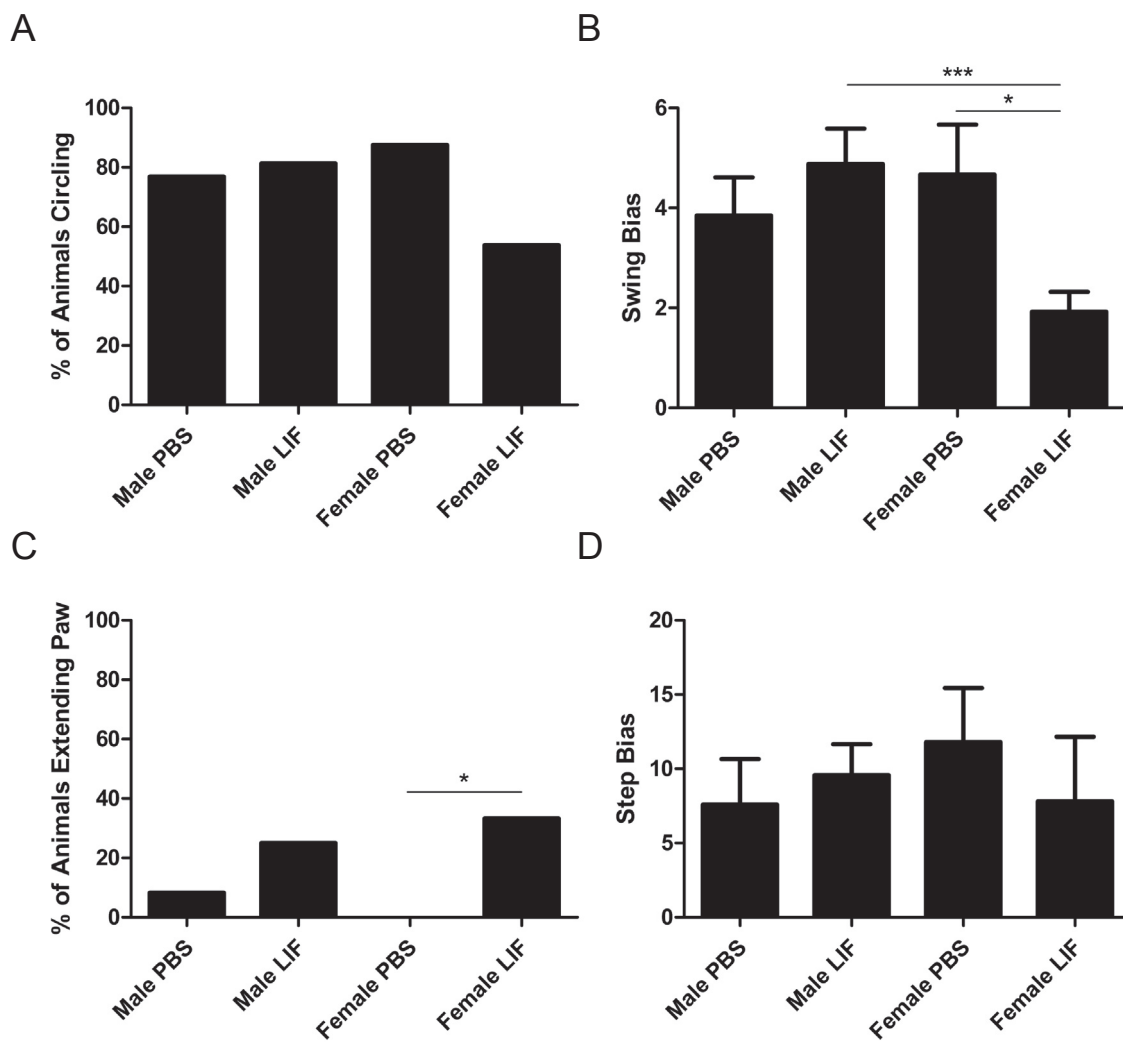 A
% of Animals Circling
100
80
60
40
20
0
Male PBS
Male LIF
Female PBS
Female LIF
B
***
*
Swing Bias
6
4
2
0
Male PBS
Male LIF
Female PBS
Female LIF
C
% of Animals Extending Paw
100
80
60
40
20
0
*
Male PBS
Male LIF
Female PBS
Female LIF
D
Step Bias
20
15
10
5
0
Male PBS
Male LIF
Female PBS
Female LIF